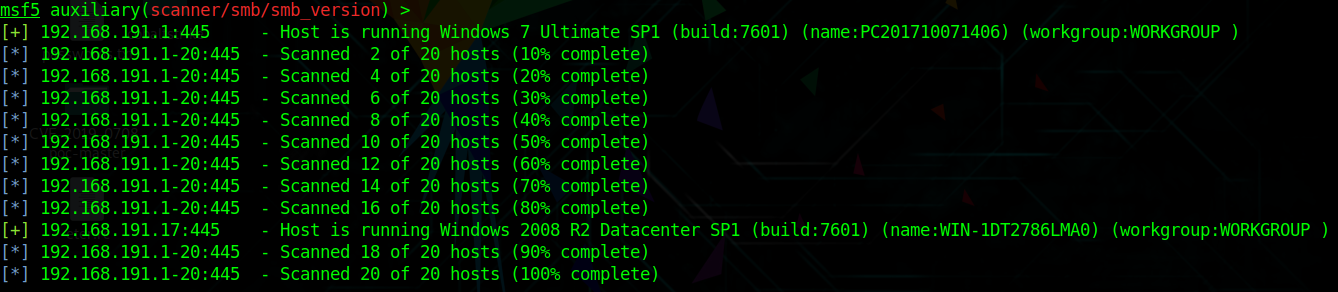 msf5 auxiliary(scanner/smb/smb_version) >
[+] 192.168.191.1:445     - Host is running Windows 7 Ultimate SP1 (build:7601) (name:PC201710071406) (workgroup:WORKGROUP )
[*] 192.168.191.1-20:445  - Scanned  2 of 20 hosts (10% complete)
[*] 192.168.191.1-20:445  - Scanned  4 of 20 hosts (20% complete)
[*] 192.168.191.1-20:445  - Scanned  6 of 20 hosts (30% complete)
[*] 192.168.191.1-20:445  - Scanned  8 of 20 hosts (40% complete)
[*] 192.168.191.1-20:445  - Scanned 10 of 20 hosts (50% complete)
[*] 192.168.191.1-20:445  - Scanned 12 of 20 hosts (60% complete)
[*] 192.168.191.1-20:445  - Scanned 14 of 20 hosts (70% complete)
[*] 192.168.191.1-20:445  - Scanned 16 of 20 hosts (80% complete)
[+] 192.168.191.17:445    - Host is running Windows 2008 R2 Datacenter SP1 (build:7601) (name:WIN-1DT2786LMA0) (workgroup:WORKGROUP )
[*] 192.168.191.1-20:445  - Scanned 18 of 20 hosts (90% complete)
[*] 192.168.191.1-20:445  - Scanned 20 of 20 hosts (100% complete)